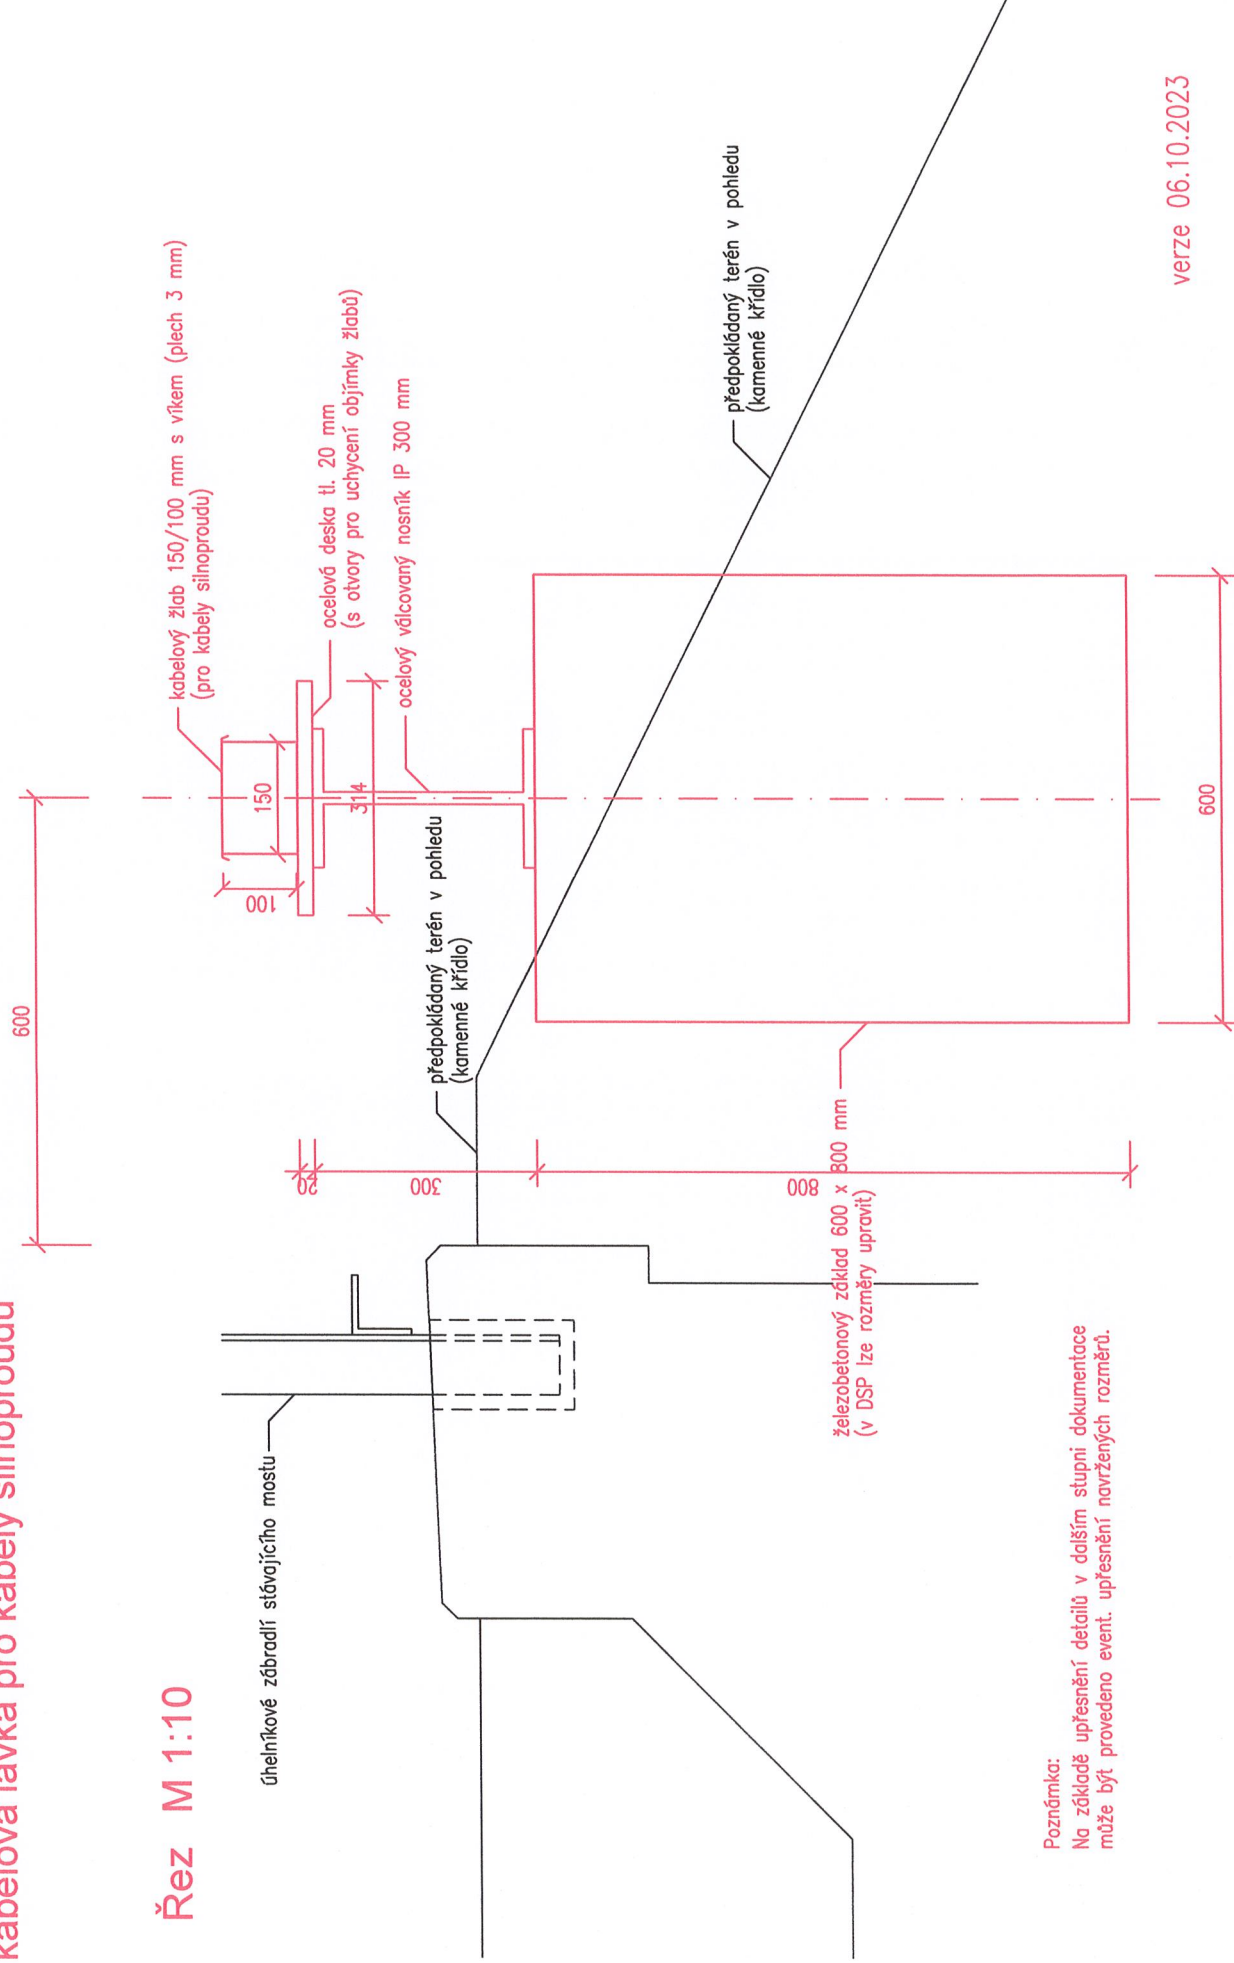 kabelová lávka pro kabely silnoproudu
Řez M 1:10
600
kabelový žlab 150/100 mm s víkem (plech 3 mm)
(pro kabely silnoproudu)
ocelová deska tl. 20 mm
(s otvory pro uchycení objímky žlabů)
ocelový válcovaný nosník IP 300 mm
100
150
314
úhelníkové zábradlí stávajícího mostu
předpokládaný terén v pohledu
(kamenné křídlo)
předpokládaný terén v pohledu
(kamenné křídlo)
20
300
800
železobetonový základ 600 x 800 mm
(v DSP lze rozměry upravit)
600
Poznámka:
Na základě upřesnění detailů v dalším stupni dokumentace
může být provedeno event. upřesnění navržených rozměrů.
verze 06.10.2023